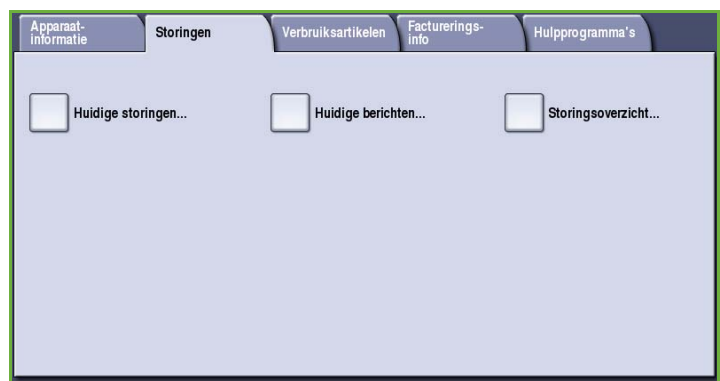 Apparaat-
informatie
Storingen
Verbruiksartikelen
Facturerings-
info
Hulpprogramma's
Huidige storingen...
Huidige berichten...
Storingsoverzicht...